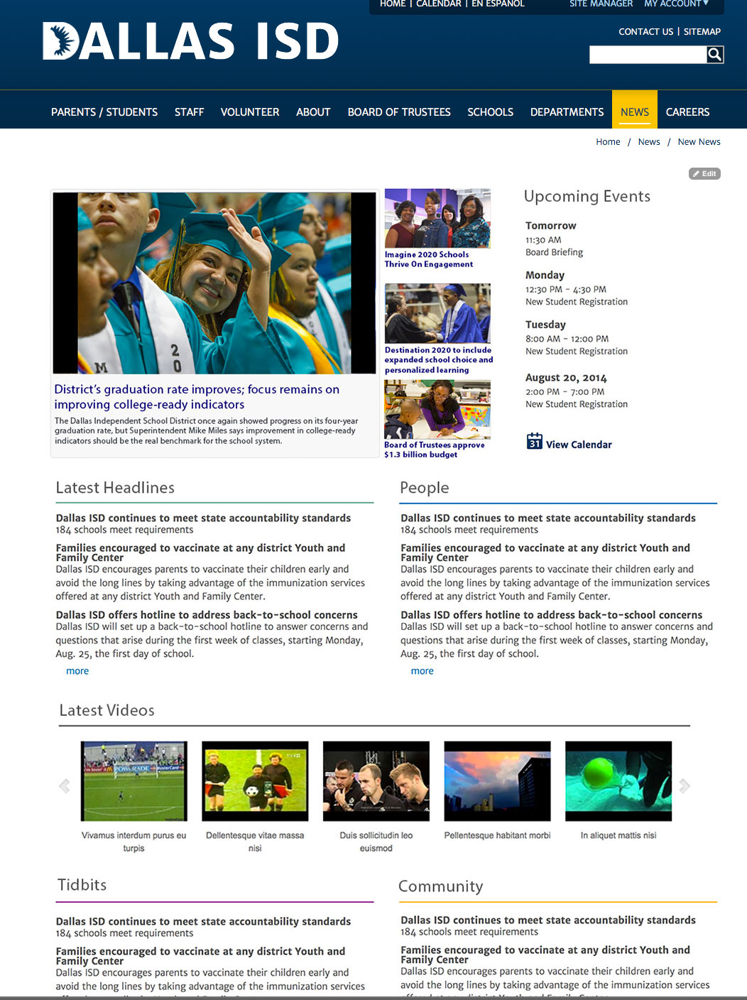 HOME | CALENDAR | EN ESPAÑOL
SITE MANAGER MY ACCOUNT
DALLAS ISD
CONTACT US | SITEMAP
PARENTS / STUDENTS STAFF VOLUNTEER ABOUT BOARD OF TRUSTEES SCHOOLS DEPARTMENTS NEWS CAREERS
Home / News / New News
Edit
M
2
0
District's graduation rate improves; focus remains on
improving college-ready indicators
The Dallas Independent School District once again showed progress on its four-year
graduation rate, but Superintendent Mike Miles says improvement in college-ready
indicators should be the real benchmark for the school system.
Imagine 2020 Schools
Thrive On Engagement
Destination 2020 to include
expanded school choice and
personalized learning
Board of Trustees approve
$1.3 billion budget
Upcoming Events
Tomorrow
11:30 AM
Board Briefing
Monday
12:30 PM - 4:30 PM
New Student Registration
Tuesday
8:00 AM - 12:00 PM
New Student Registration
August 20, 2014
2:00 PM - 7:00 PM
New Student Registration
31 View Calendar
Latest Headlines
Dallas ISD continues to meet state accountability standards
184 schools meet requirements
Families encouraged to vaccinate at any district Youth and
Family Center
Dallas ISD encourages parents to vaccinate their children early and
avoid the long lines by taking advantage of the immunization services
offered at any district Youth and Family Center.
Dallas ISD offers hotline to address back-to-school concerns
Dallas ISD will set up a back-to-school hotline to answer concerns and
questions that arise during the first week of classes, starting Monday,
Aug. 25, the first day of school.
more
People
Dallas ISD continues to meet state accountability standards
184 schools meet requirements
Families encouraged to vaccinate at any district Youth and
Family Center
Dallas ISD encourages parents to vaccinate their children early and
avoid the long lines by taking advantage of the immunization services
offered at any district Youth and Family Center.
Dallas ISD offers hotline to address back-to-school concerns
Dallas ISD will set up a back-to-school hotline to answer concerns and
questions that arise during the first week of classes, starting Monday,
Aug. 25, the first day of school.
more
Latest Videos
POWERADE MasterCard
Vivamus interdum purus eu
turpis
Dellentesque vitae massa
nisi
Duis sollicitudin leo
euismod
Pellentesque habitant morbi
In aliquet mattis nisi
Tidbits
Dallas ISD continues to meet state accountability standards
184 schools meet requirements
Families encouraged to vaccinate at any district Youth and
Family Center
Dallas ISD encourages parents to vaccinate their children early and
avoid the long lines by taking advantage of the immunization services
Community
Dallas ISD continues to meet state accountability standards
184 schools meet requirements
Families encouraged to vaccinate at any district Youth and
Family Center
Dallas ISD encourages parents to vaccinate their children early and
avoid the long lines by taking advantage of the immunization services
offered at any district Youth and Family Center.